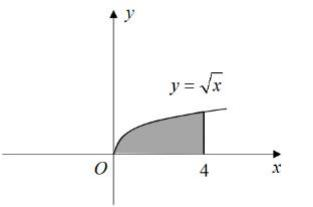 y
y = √x
O
4
x